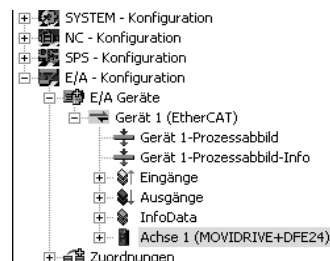 SYSTEM - Konfiguration
NC - Konfiguration
SPS - Konfiguration
E/A - Konfiguration
E/A Geräte
Gerät 1 (EtherCAT)
Gerät 1-Prozessabbild
Gerät 1-Prozessabbild-Info
Eingänge
Ausgänge
InfoData
Achse 1 (MOVIDRIVE+DFE24)
Zuordnungen